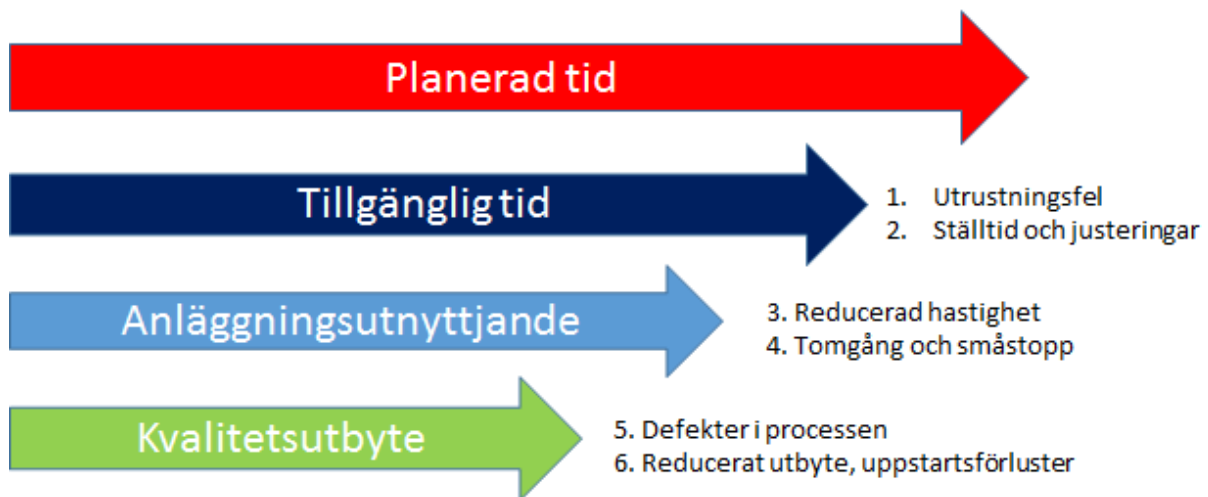 Planerad tid
Tillgänglig tid
1. Utrustningsfel
2. Ställtid och justeringar
Anläggningsutnyttjande
3. Reducerad hastighet
4. Tomgång och småstopp
Kvalitetsutbyte
5. Defekter i processen
6. Reducerat utbyte, uppstartsförluster